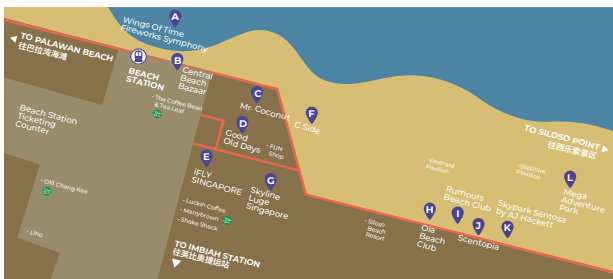 A
Wings Of Time
Fireworks Symphony
TO PALAWAN BEACH
往巴拉湾海滩
BEACH
STATION
B
Central
Beach
Bazaar
- The Coffee Bean
& Tea Leaf
C
Mr. Coconut
F
C Side
D
Good
Old Days
- FUN
Shop
Beach Station
Ticketing
Counter
E
IFLY
SINGAPORE
G
Skyline
Luge
Singapore
- Old Chang Kee
- Liho
- Luckin Coffee
- Merrybrown
- Shake Shack
TO IMBIAH STATION
往英比奥捷运站
TO SILOSO POINT
往西乐索景区
-Emerald
Pavilion
-Sapphire
Pavilion
- Siloso
Beach
Resort
H
Ola
Beach
Club
I
Rumours
Beach Club
J
Scentopia
K
Skypark Sentosa
by AJ Hackett
L
Mega
Adventure
Park